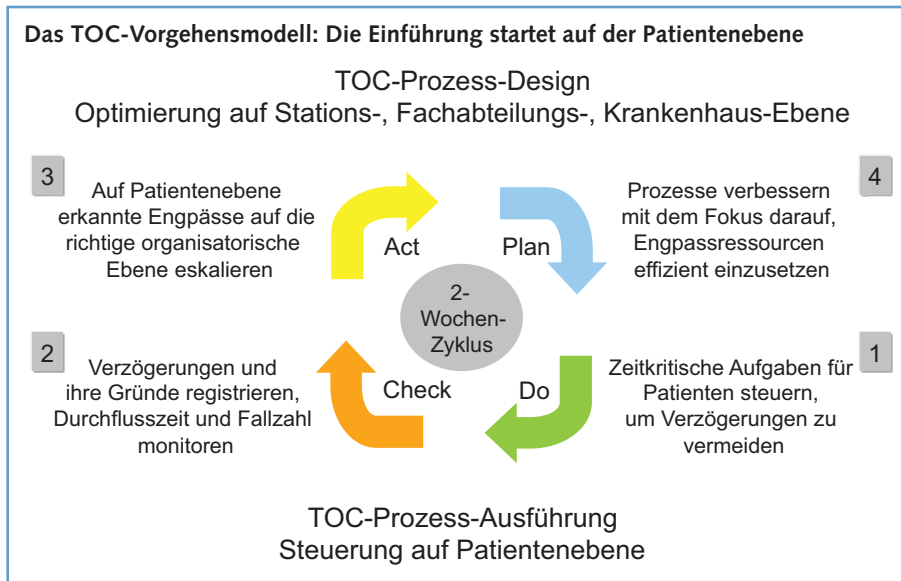 Das TOC-Vorgehensmodell: Die Einführung startet auf der Patientenebene
TOC-Prozess-Design
Optimierung auf Stations-, Fachabteilungs-, Krankenhaus-Ebene
3
Auf Patientenebene
erkannte Engpässe auf die
richtige organisatorische
Ebene eskalieren
Act
Plan
4
Prozesse verbessern
mit dem Fokus darauf,
Engpassressourcen
effizient einzusetzen
2-
Wochen-
Zyklus
2
Verzögerungen und
ihre Gründe registrieren,
Durchflusszeit und Fallzahl
monitoren
Check
Do
1
Zeitkritische Aufgaben für
Patienten steuern,
um Verzögerungen zu
vermeiden
TOC-Prozess-Ausführung
Steuerung auf Patientenebene